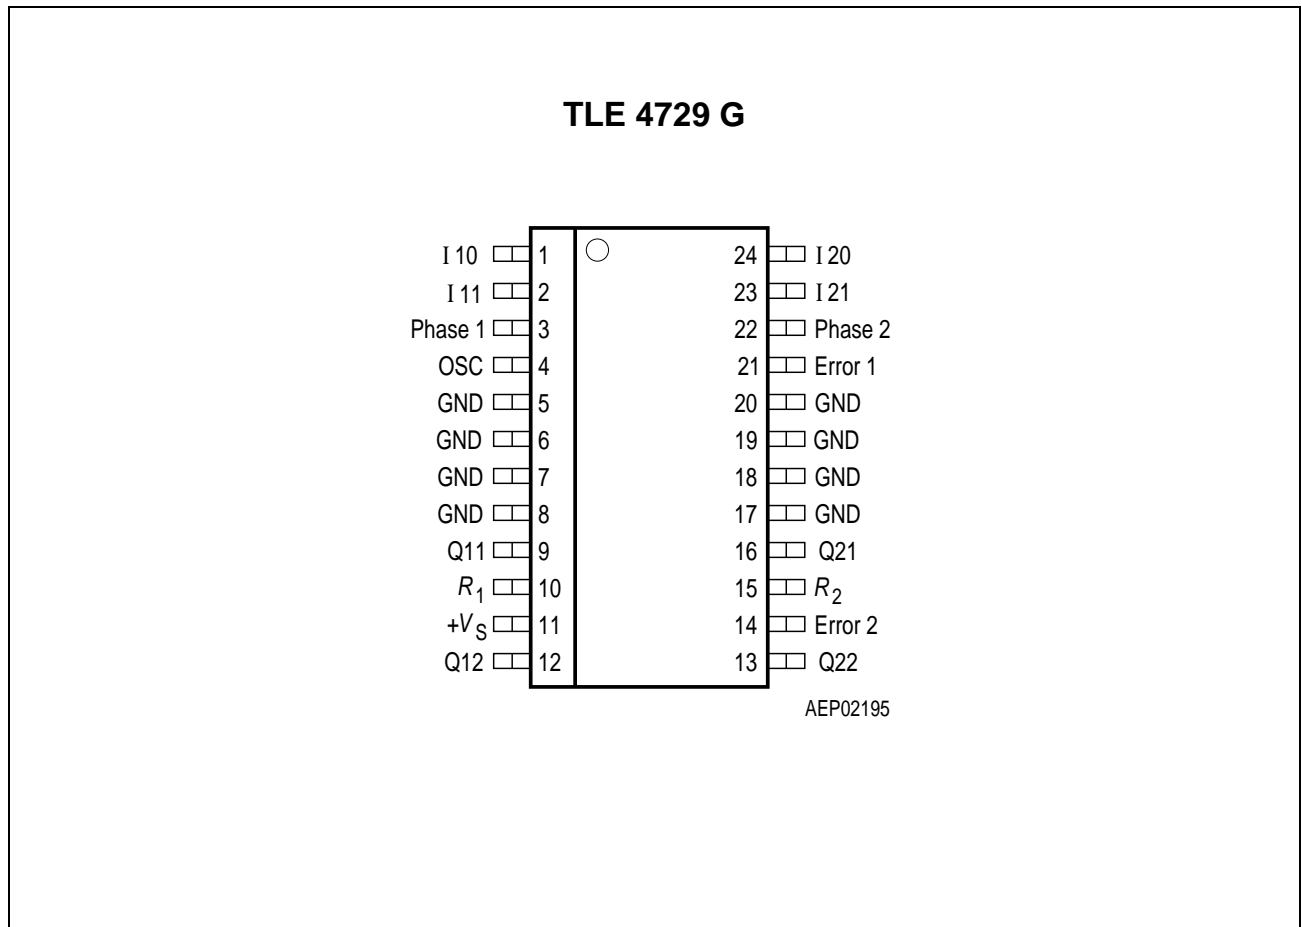 TLE 4729 G
I 10 1 24 I 20
I 11 2 23 I 21
Phase 1 3 22 Phase 2
OSC 4 21 Error 1
GND 5 20 GND
GND 6 19 GND
GND 7 18 GND
GND 8 17 GND
Q11 9 16 Q21
R1 10 15 R2
+VS 11 14 Error 2
Q12 12 13 Q22
AEP02195